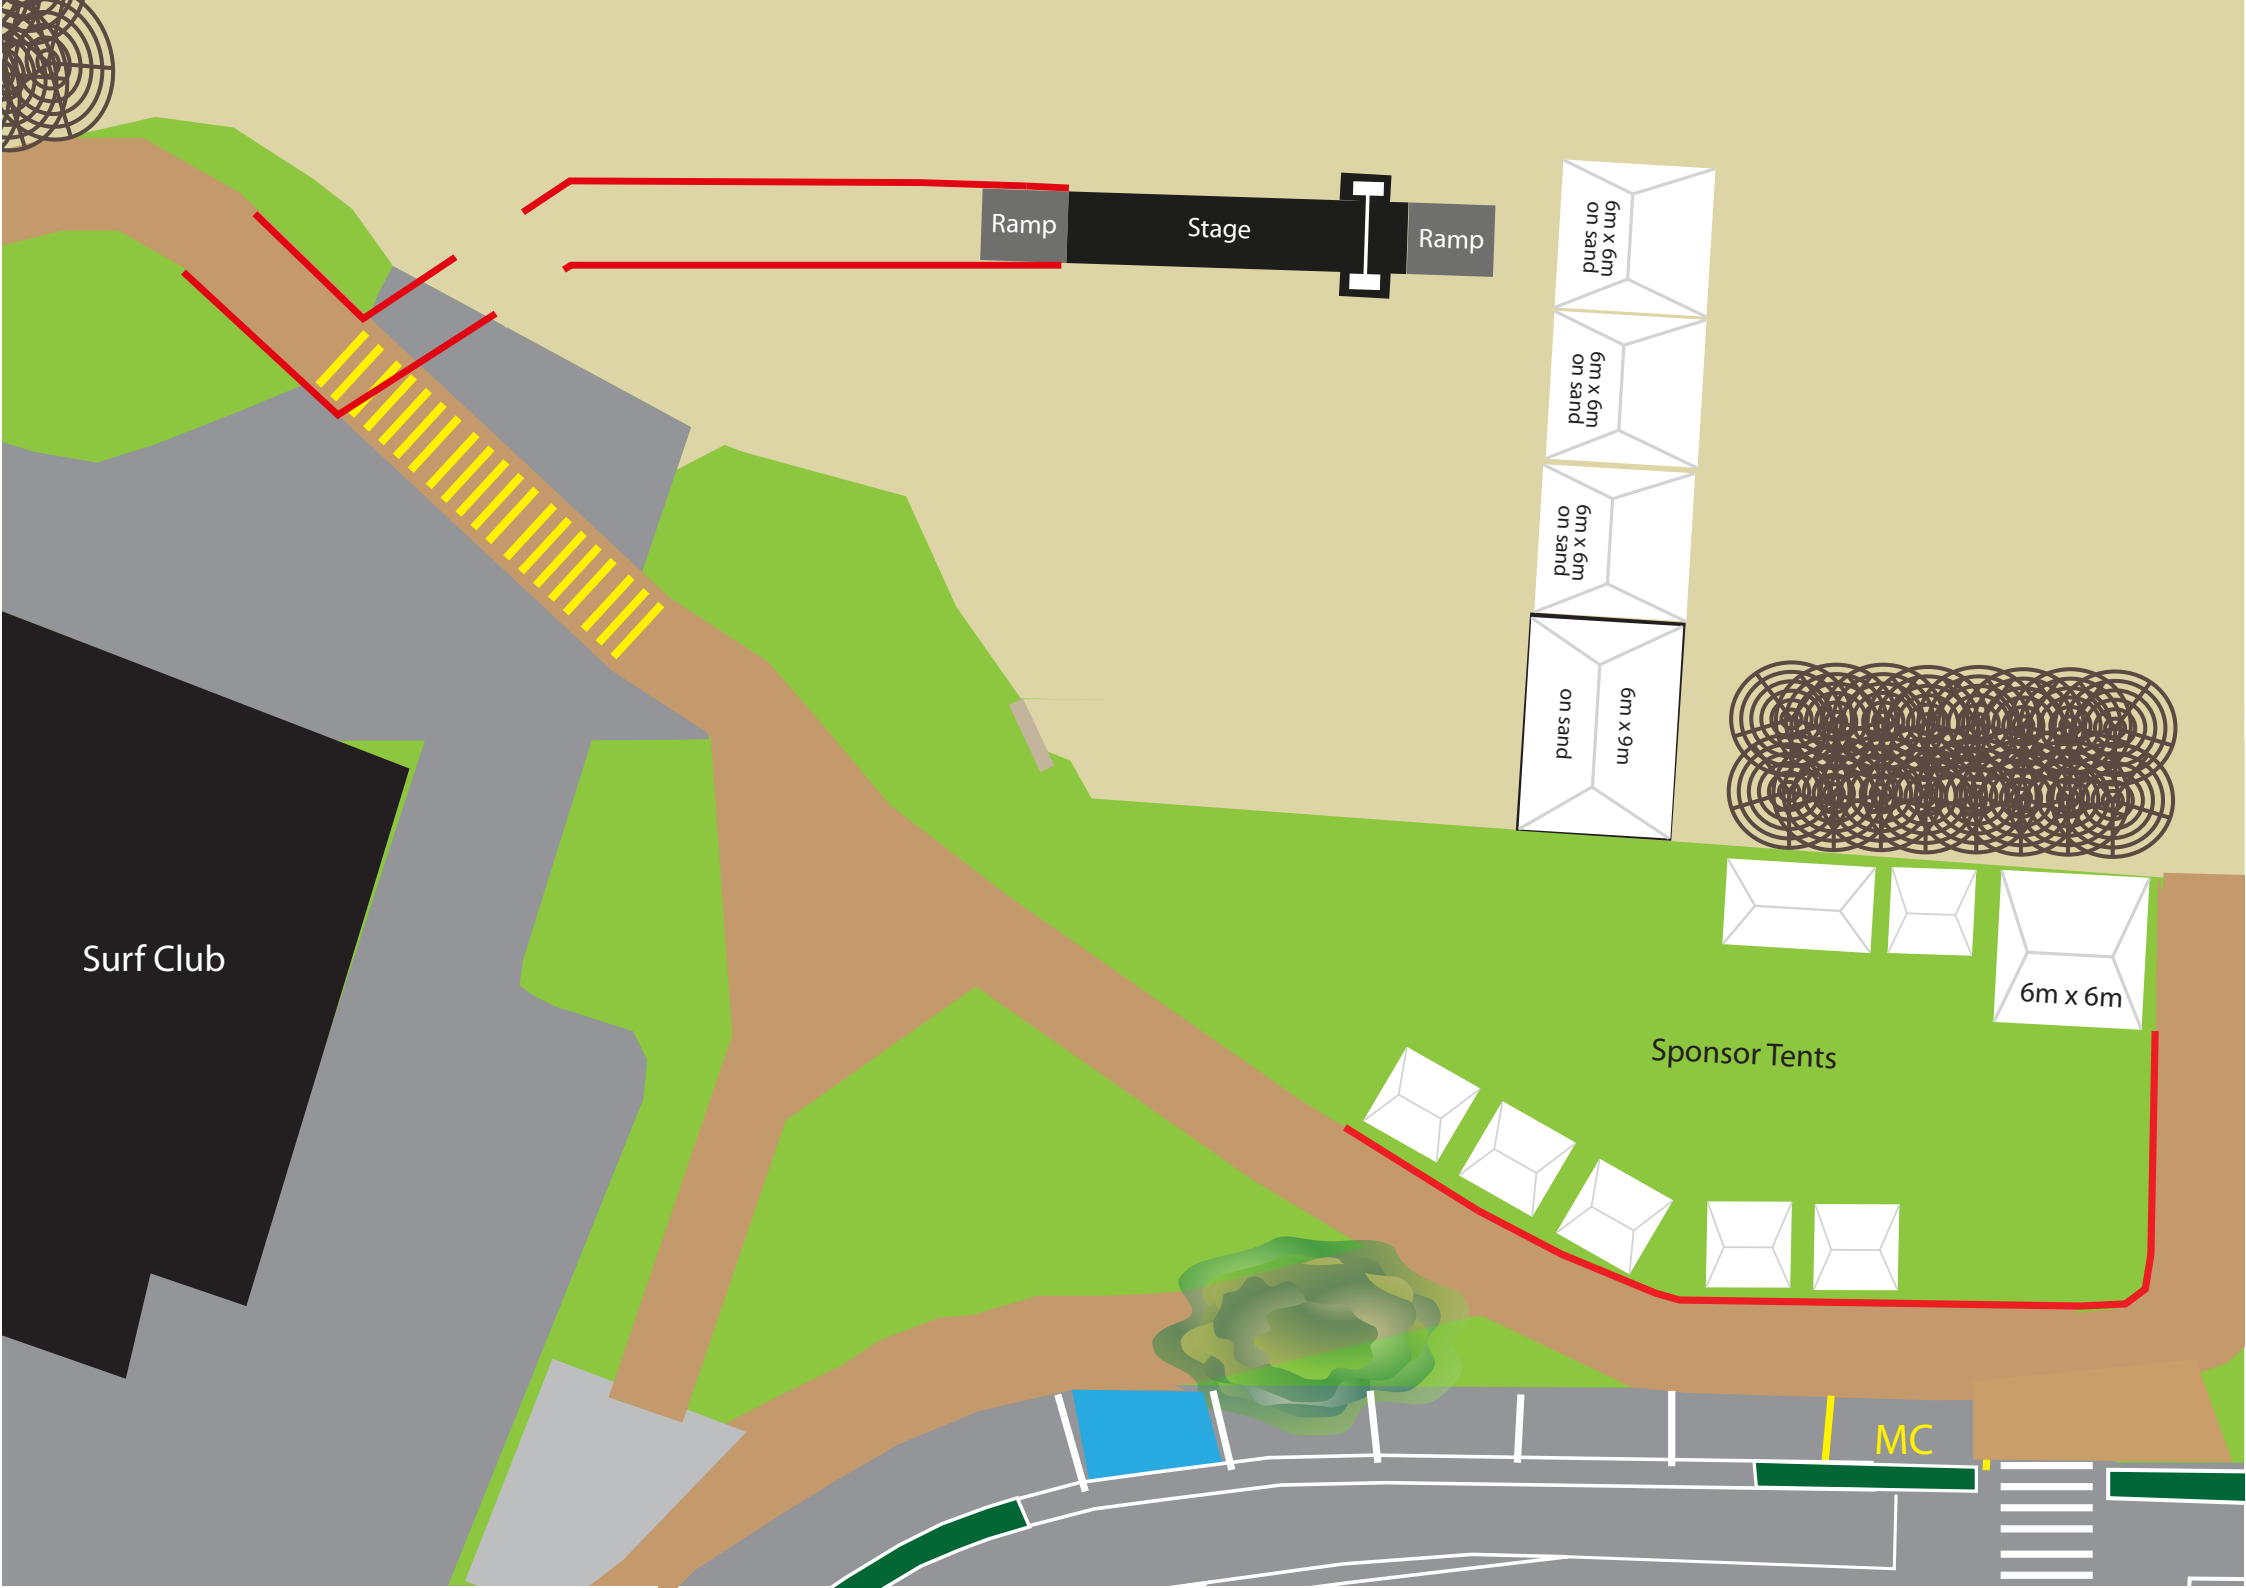 Ramp
Stage
Ramp
6m x 6m
on sand
6m x 6m
on sand
6m x 6m
on sand
6m x 9m
on sand
Surf Club
6m x 6m
Sponsor Tents
MC